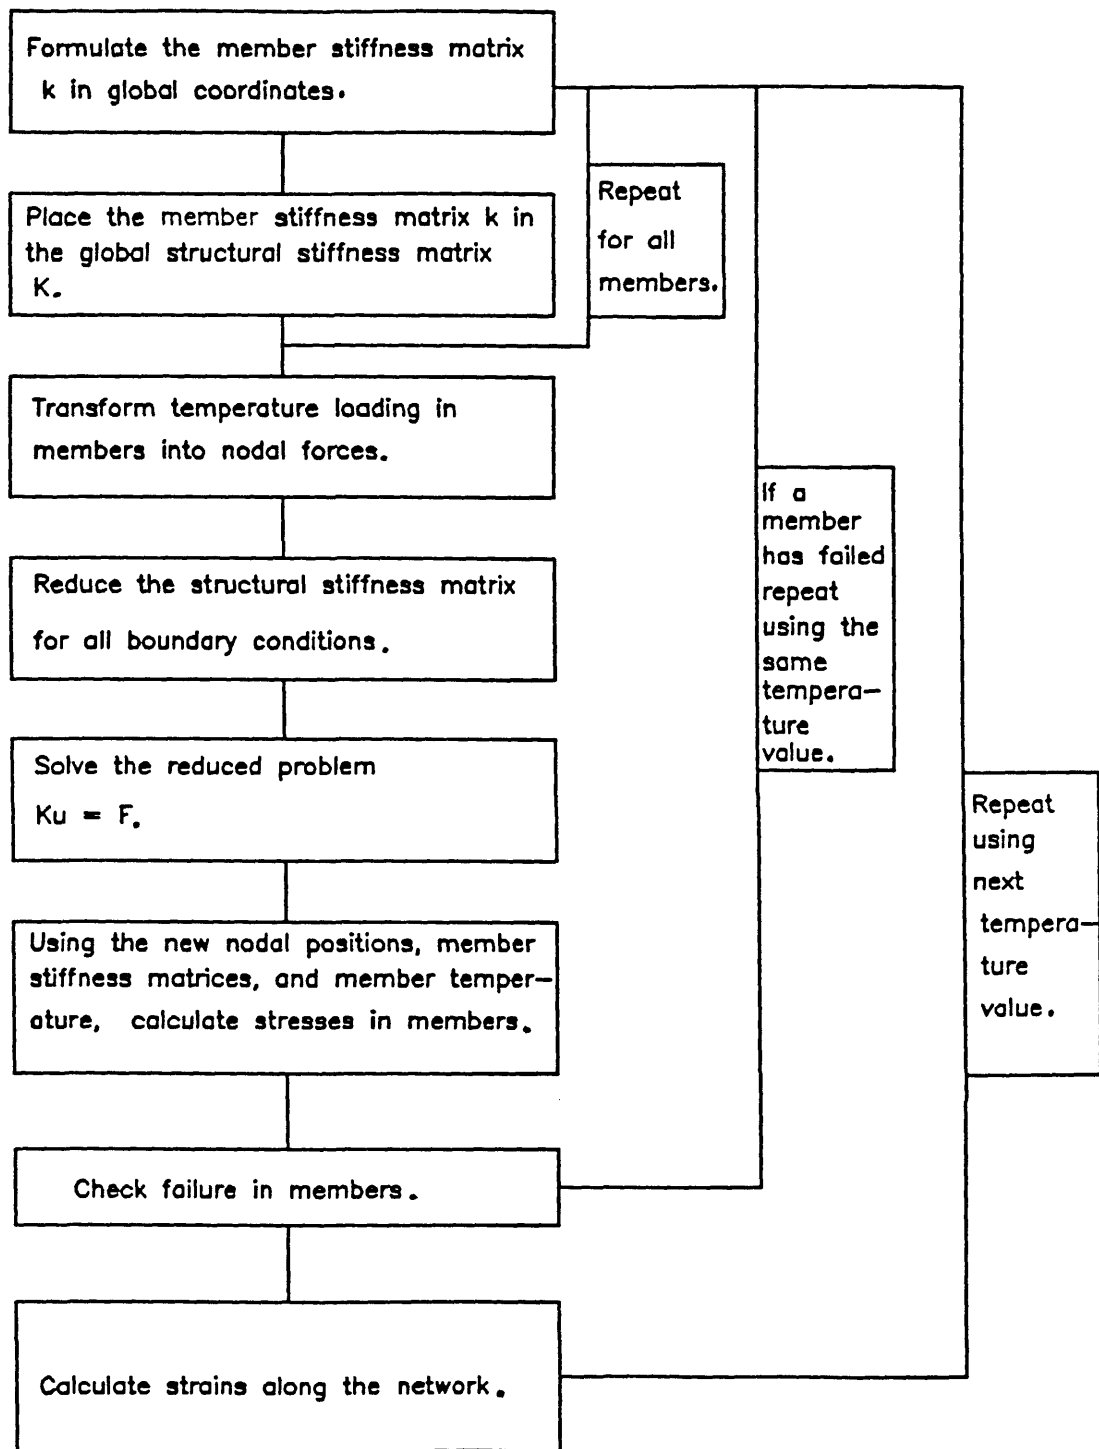 Formulate the member stiffness matrix
k in global coordinates.
Place the member stiffness matrix k in
the global structural stiffness matrix
K.
Repeat
for all
members.
Transform temperature loading in
members into nodal forces.
Reduce the structural stiffness matrix
for all boundary conditions.
If a
member
has failed
repeat
using the
same
tempera–
ture
value.
Solve the reduced problem
Ku = F.
Repeat
using
next
tempera–
ture
value.
Using the new nodal positions, member
stiffness matrices, and member temper–
ature, calculate stresses in members.
Check failure in members.
Calculate strains along the network.